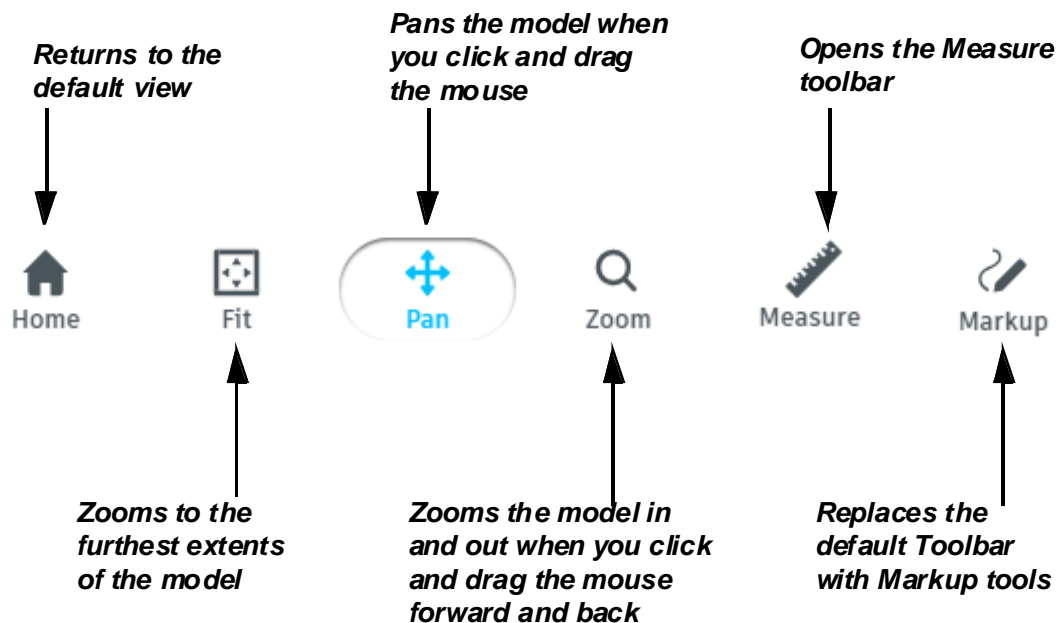 Returns to the
default view
Pans the model when
you click and drag
the mouse
Opens the Measure
toolbar
Home
Fit
Pan
Zoom
Measure
Markup
Zooms to the
furthest extents
of the model
Zooms the model in
and out when you click
and drag the mouse
forward and back
Replaces the
default Toolbar
with Markup tools